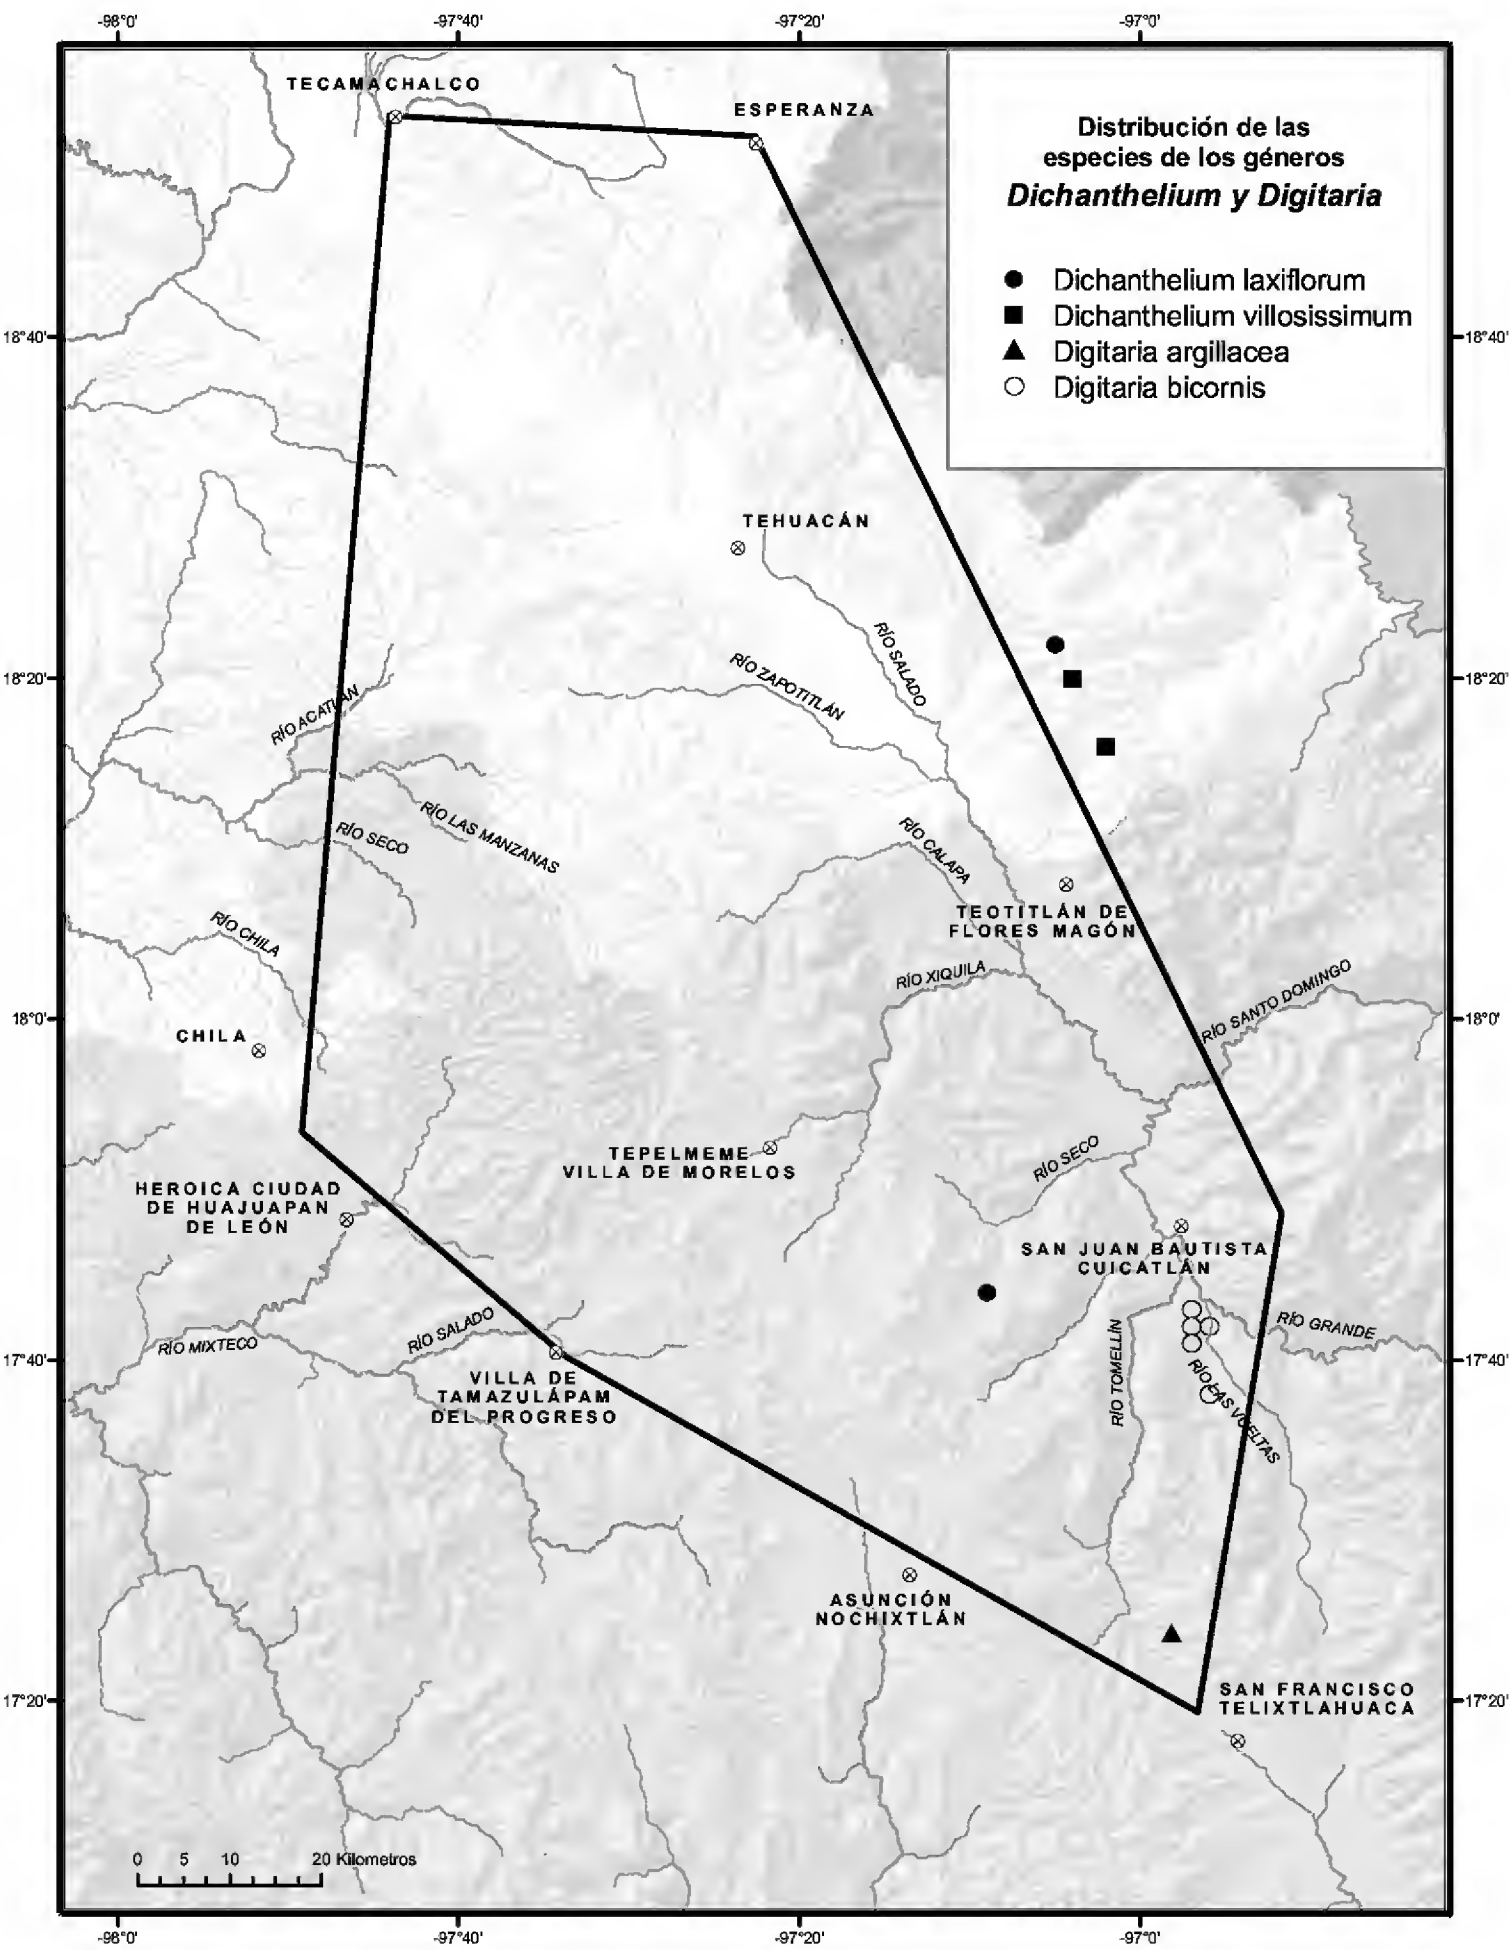 -98°0'
-97°40'
-97°20'
-97°0'
TECAMACHALCO
ESPERANZA
Distribución de las
especies de los géneros
Dichanthelium y Digitaria
Dichanthelium laxiflorum
Dichanthelium villosissimum
Digitaria argillacea
Digitaria bicornis
18°40'
18°40'
TEHUACÁN
RÍO SALADO
RÍO ZAPOTITLÁN
18°20'
18°20'
RÍO ACATLÁN
RÍO LAS MANZANAS
RÍO SECO
RÍO CALAPA
TEOTITLÁN DE
FLORES MAGÓN
RÍO CHILA
RÍO XIQUILA
RÍO SANTO DOMINGO
18°0'
18°0'
CHILA
TEPELMEME
VILLA DE MORELOS
RÍO SECO
HEROICA CIUDAD
DE HUAJUAPAN
DE LEÓN
SAN JUAN BAUTISTA
CUICATLÁN
RÍO GRANDE
RÍO MIXTECO
RÍO SALADO
RÍO TOMELLÍN
RÍO LAS VUELTAS
17°40'
17°40'
VILLA DE
TAMAZULÁPAM
DEL PROGRESO
ASUNCIÓN
NOCHIXTLÁN
17°20'
17°20'
SAN FRANCISCO
TELIXTLAHUACA
0 5 10 20 Kilometros
-98°0'
-97°40'
-97°20'
-97°0'